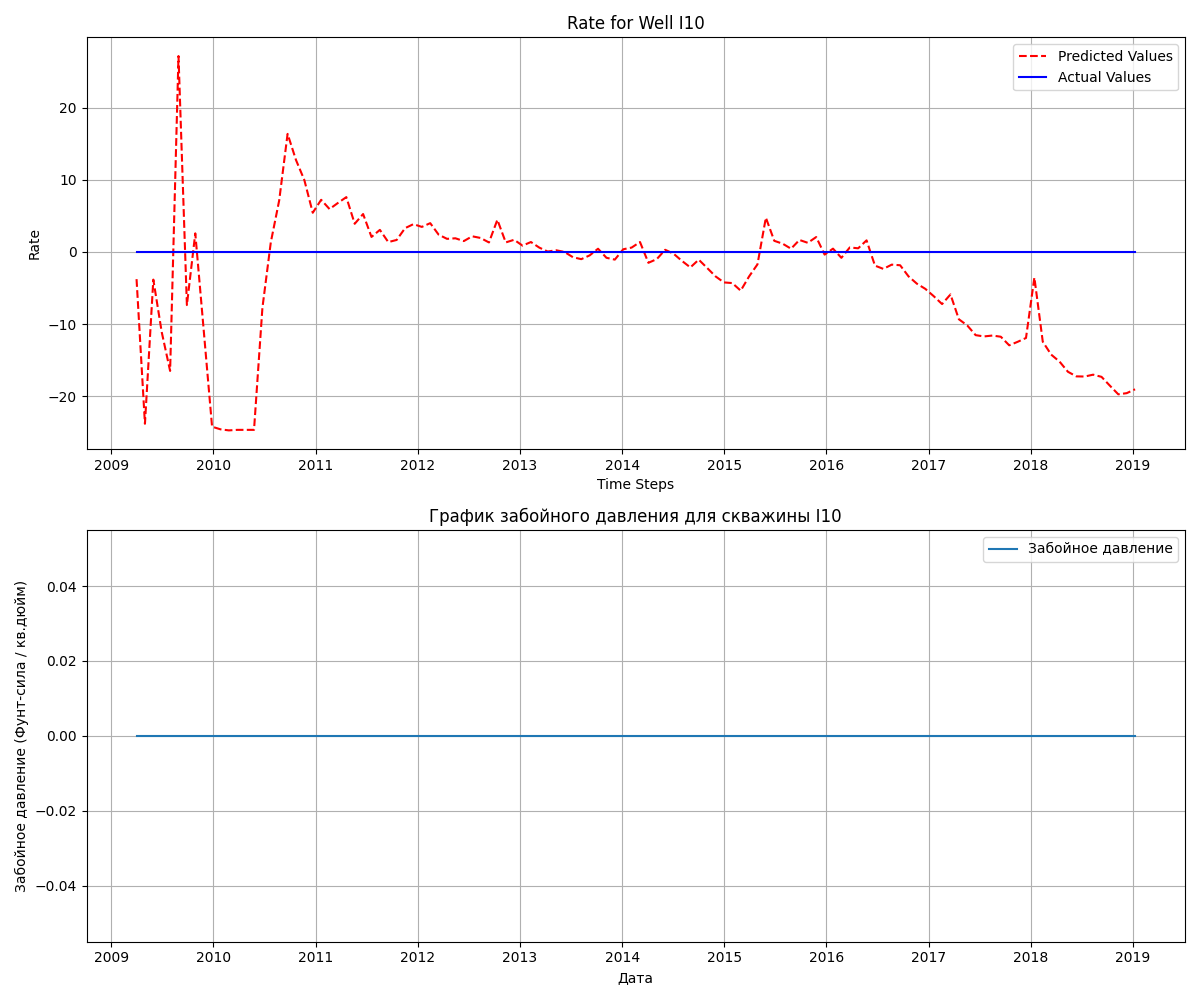 Rate for Well I10
Predicted Values
Actual Values
Rate
20
10
0
−10
−20
2009 2010 2011 2012 2013 2014 2015 2016 2017 2018 2019
Time Steps
График забойного давления для скважины I10
Забойное давление
Забойное давление (Фунт-сила / кв.дюйм)
0.04
0.02
0.00
−0.02
−0.04
2009 2010 2011 2012 2013 2014 2015 2016 2017 2018 2019
Дата